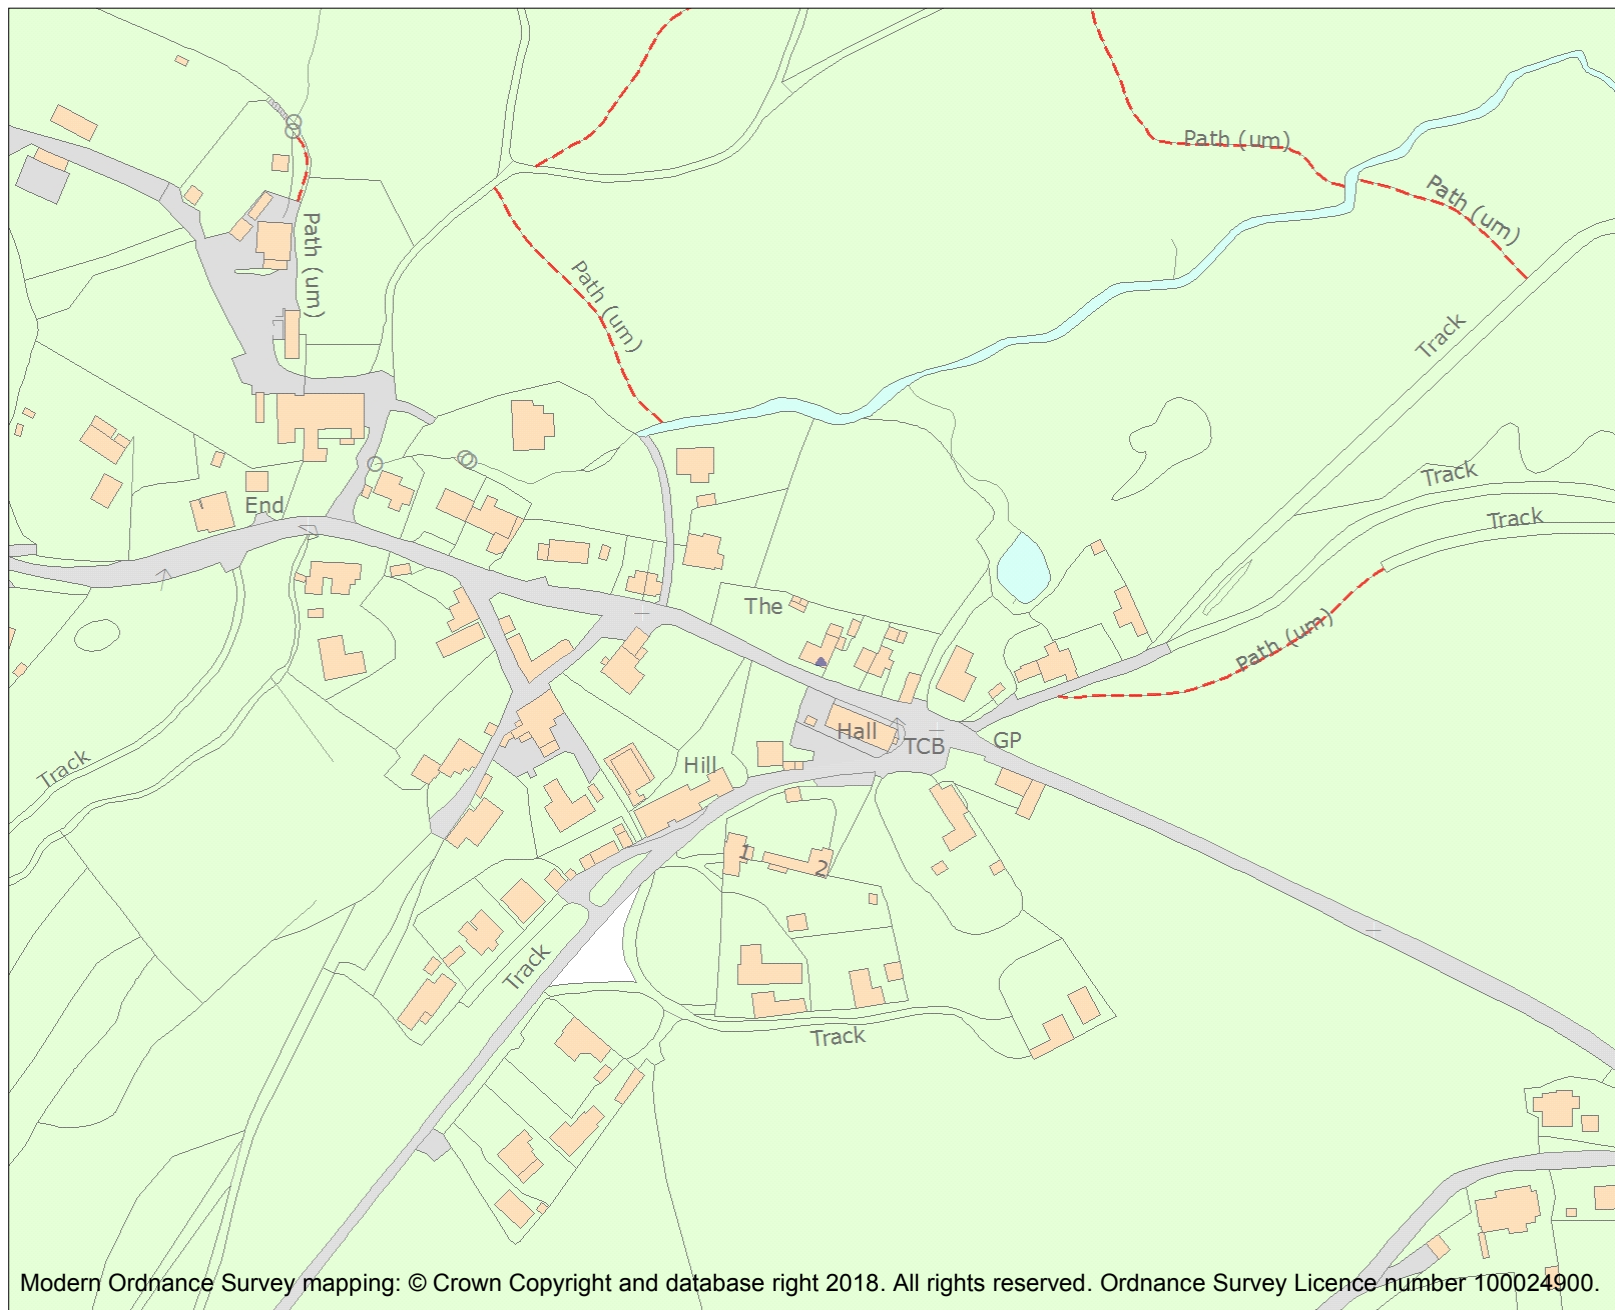 Path (um)
Path (um)
Path (um)
Path (um)
Track
Track
End
Track
The
Path (um)
Hall
TCB
GP
Hill
Track
1
2
Track
Track
Modern Ordnance Survey mapping: © Crown Copyright and database right 2018. All rights reserved. Ordnance Survey Licence number 100024900.